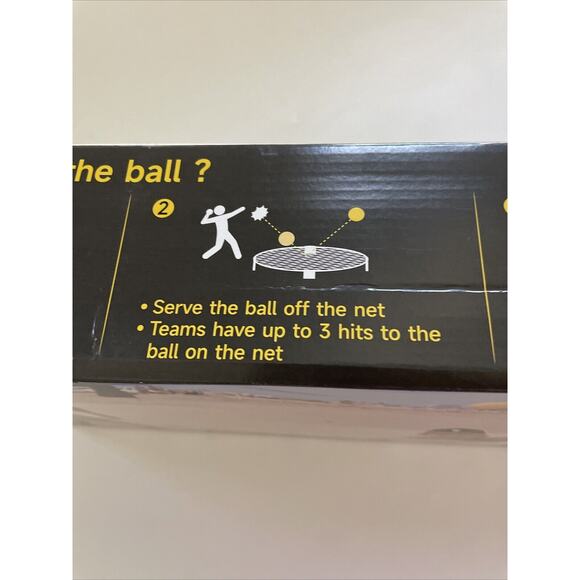 the ball ?
2
• Serve the ball off the net
• Teams have up to 3 hits to the
ball on the net